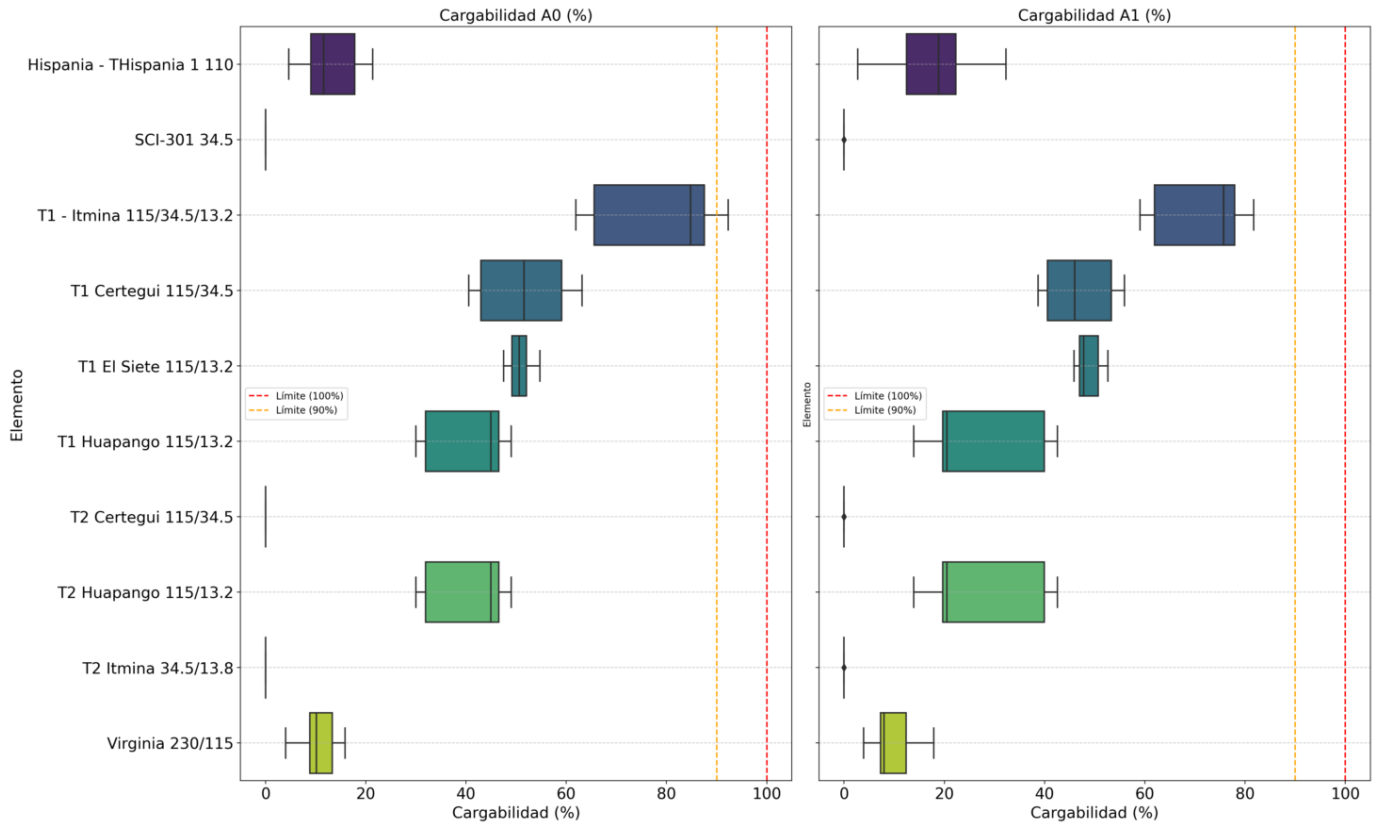 Cargabilidad A0 (%)
Cargabilidad A1 (%)
Elemento
Hispania - THispania 1 110
SCI-301 34.5
T1 - Itmina 115/34.5/13.2
T1 Certegui 115/34.5
T1 El Siete 115/13.2
T1 Huapango 115/13.2
T2 Certegui 115/34.5
T2 Huapango 115/13.2
T2 Itmina 34.5/13.8
Virginia 230/115
Límite (100%)
Límite (90%)
0 20 40 60 80 100
Cargabilidad (%)
Elemento
Límite (100%)
Límite (90%)
0 20 40 60 80 100
Cargabilidad (%)